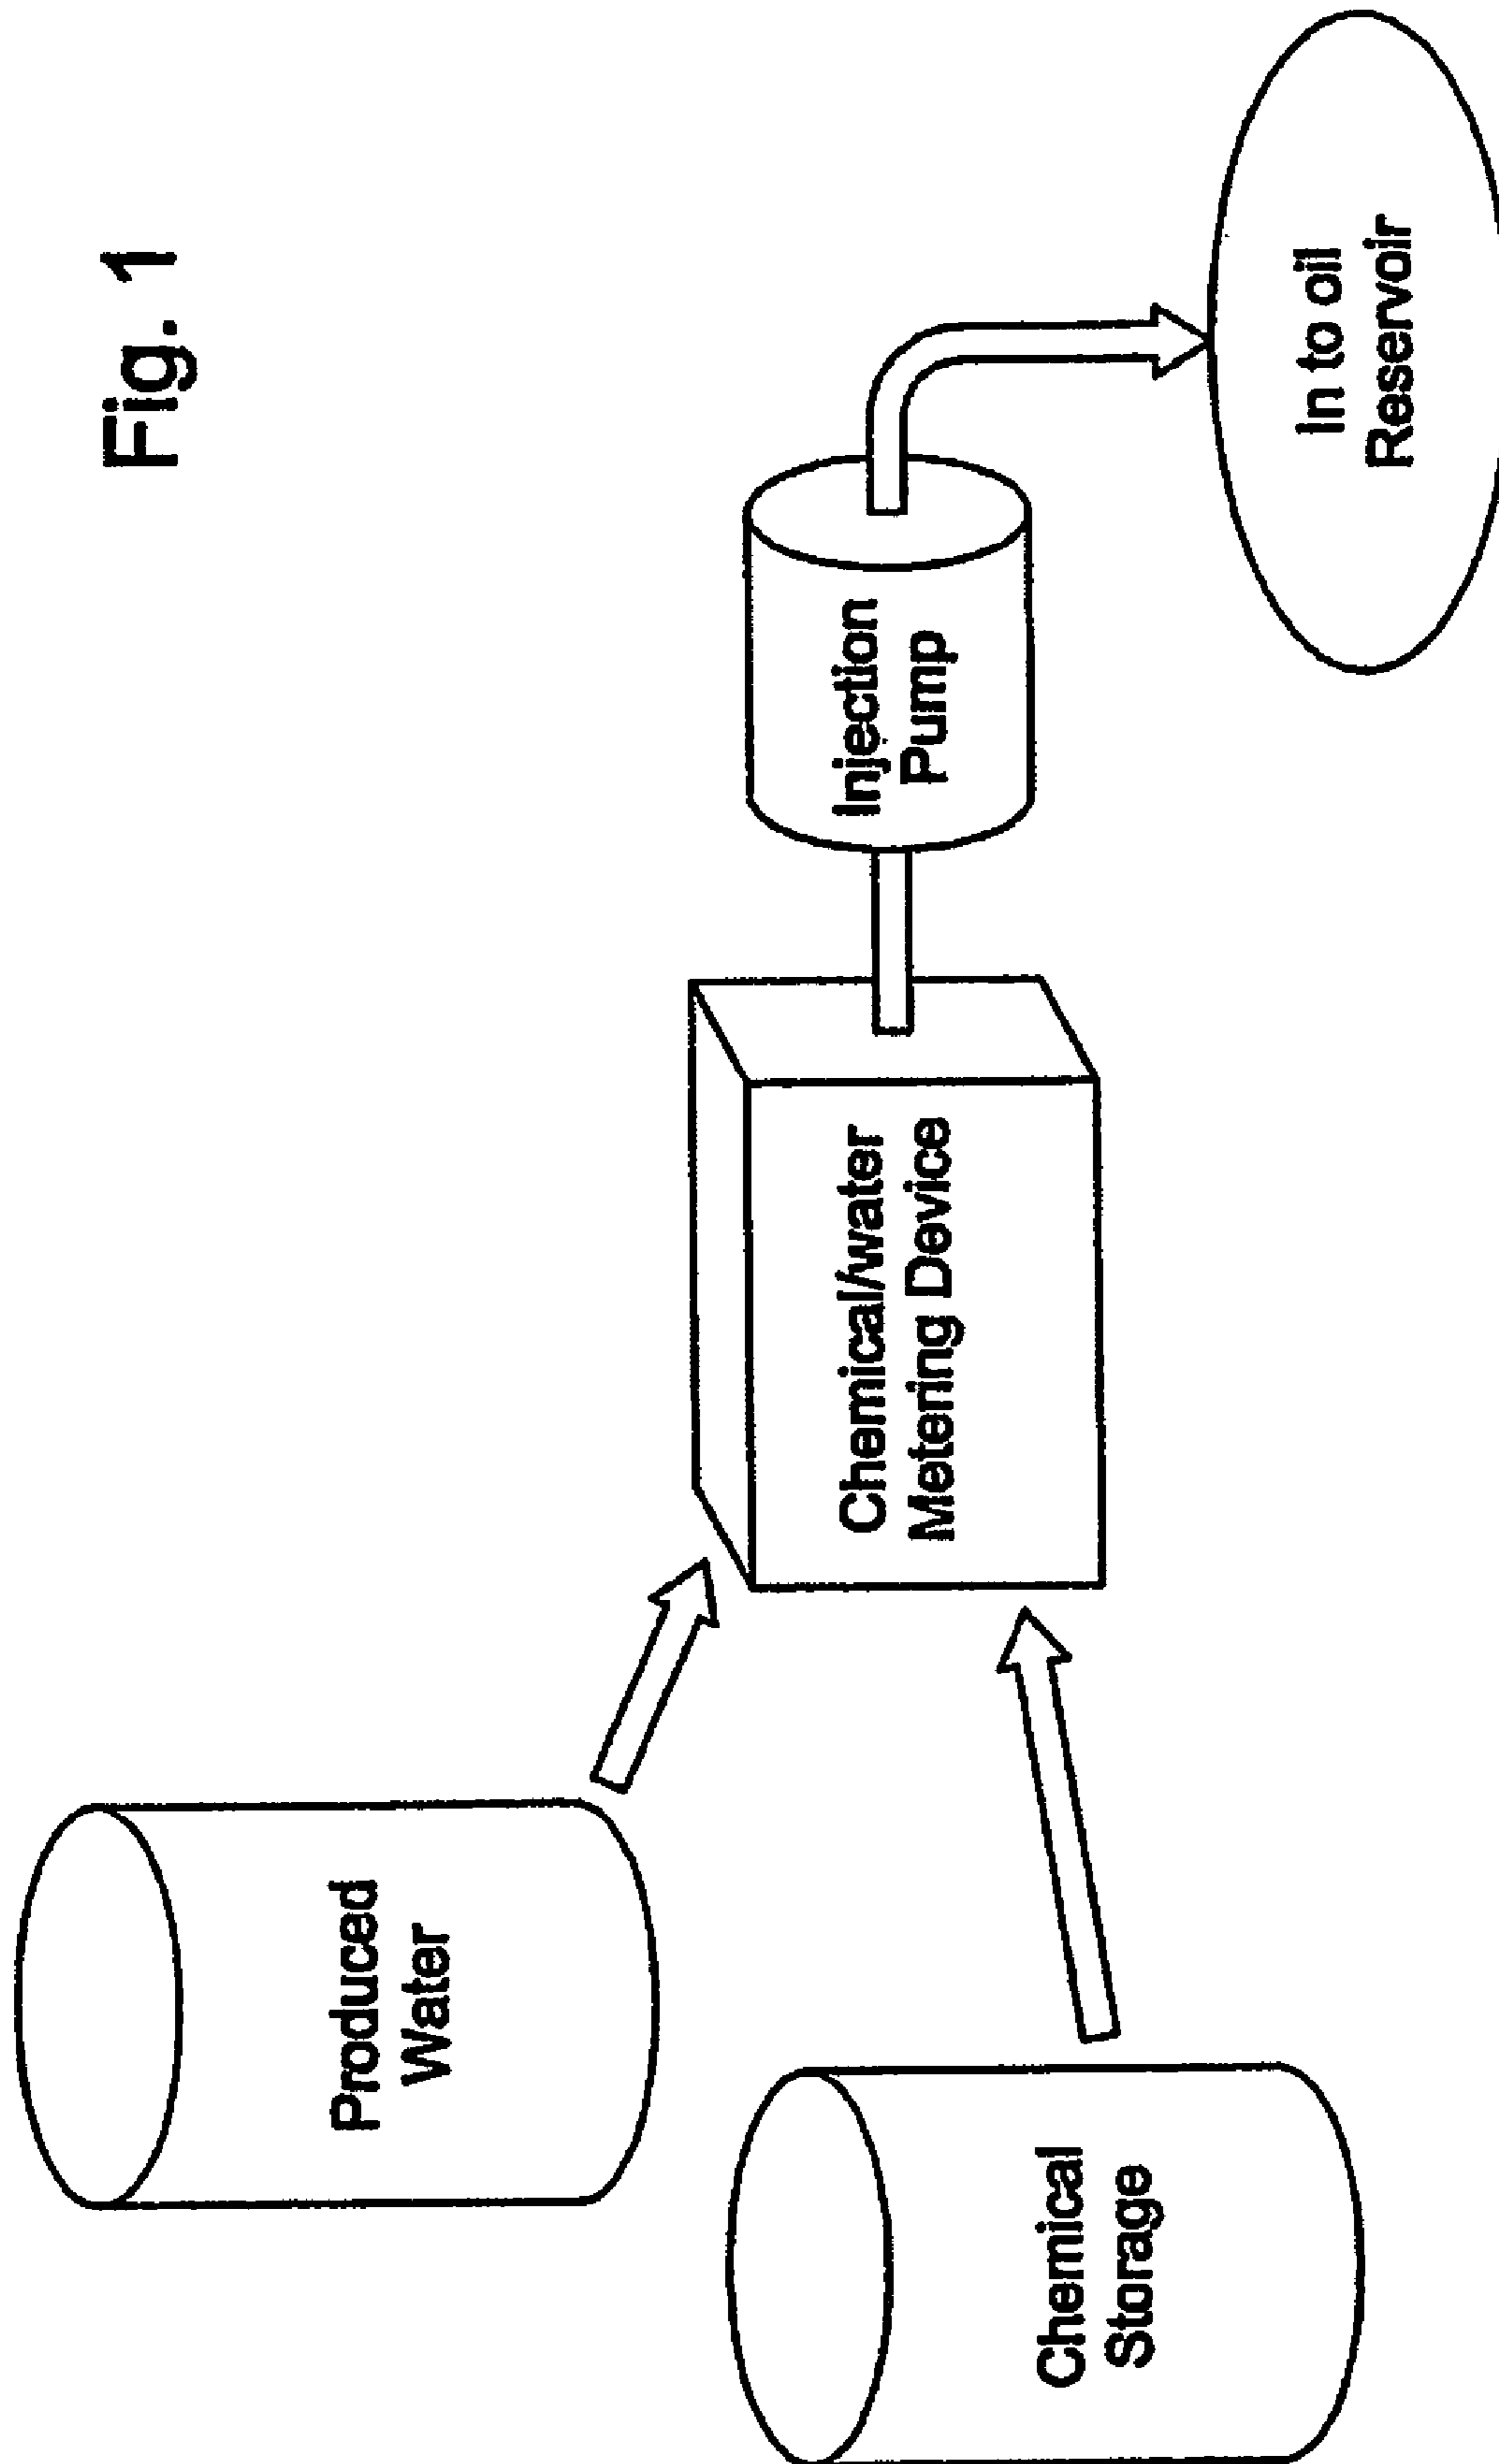 Fig. 1
Produced
Water
Chemical
Storage
Chemical/water
Metering Device
Injection
Pump
In to oil
Reservoir